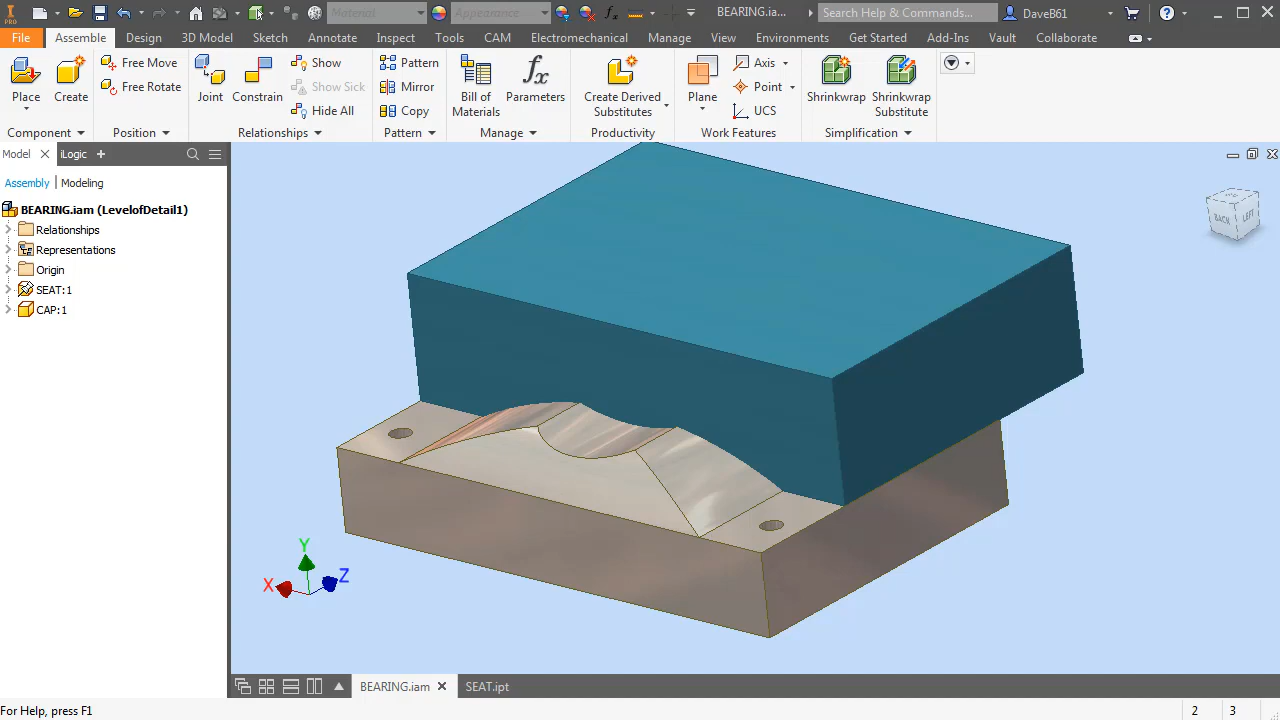 PRO
Material
Appearance
BEARING.ia...
Search Help & Commands...
DaveB61
File
Assemble
Design
3D Model
Sketch
Annotate
Inspect
Tools
CAM
Electromechanical
Manage
View
Environments
Get Started
Add-Ins
Vault
Collaborate
Place
Create
Free Move
Free Rotate
Joint
Constrain
Show
Show Sick
Hide All
Pattern
Mirror
Copy
Bill of
Materials
fx
Parameters
Create Derived
Substitutes
Plane
Axis
Point
UCS
Shrinkwrap
Shrinkwrap
Substitute
Component
Position
Relationships
Pattern
Manage
Productivity
Work Features
Simplification
Model
iLogic
Assembly
Modeling
BEARING.iam (LevelofDetail1)
Relationships
Representations
Origin
SEAT:1
CAP:1
BACK
LEFT
Y
X
Z
BEARING.iam
SEAT.ipt
For Help, press F1
2
3